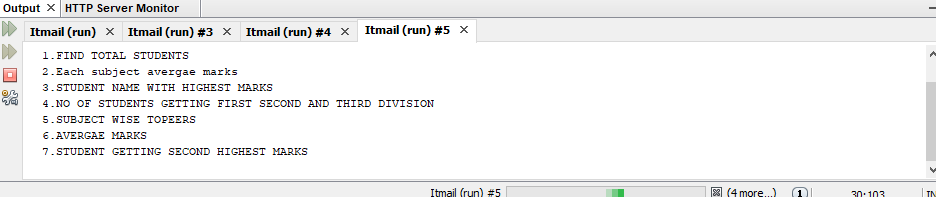 Output HTTP Server Monitor
Itmail (run) Itmail (run) #3 Itmail (run) #4 Itmail (run) #5
1.FIND TOTAL STUDENTS
2.Each subject avergae marks
3.STUDENT NAME WITH HIGHEST MARKS
4.NO OF STUDENTS GETTING FIRST SECOND AND THIRD DIVISION
5.SUBJECT WISE TOPEERS
6.AVERGAE MARKS
7.STUDENT GETTING SECOND HIGHEST MARKS
Itmail (run) #5 (4 more...) 1 30:103 IN